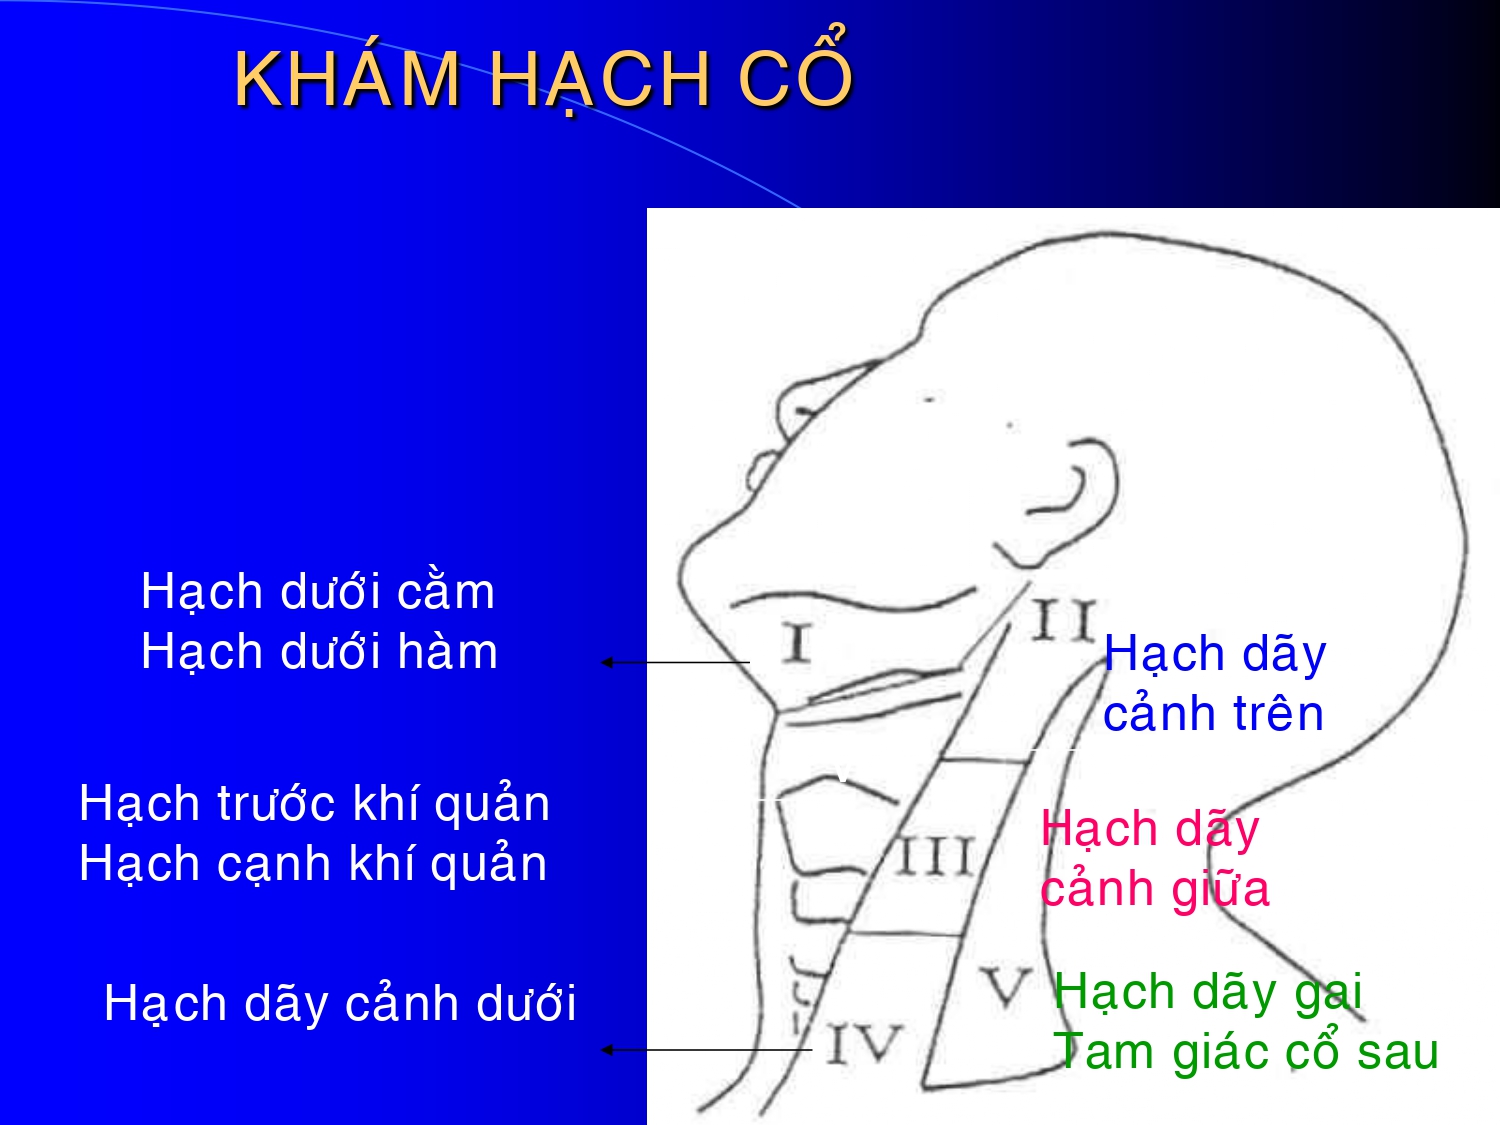 KHÁM HẠCH CỔ
Hạch dưới cằm
Hạch dưới hàm
I
II
Hạch dãy
cảnh trên
Hạch trước khí quản
Hạch cạnh khí quản
III
Hạch dãy
cảnh giữa
Hạch dãy cảnh dưới
IV
V
Hạch dãy gai
Tam giác cổ sau